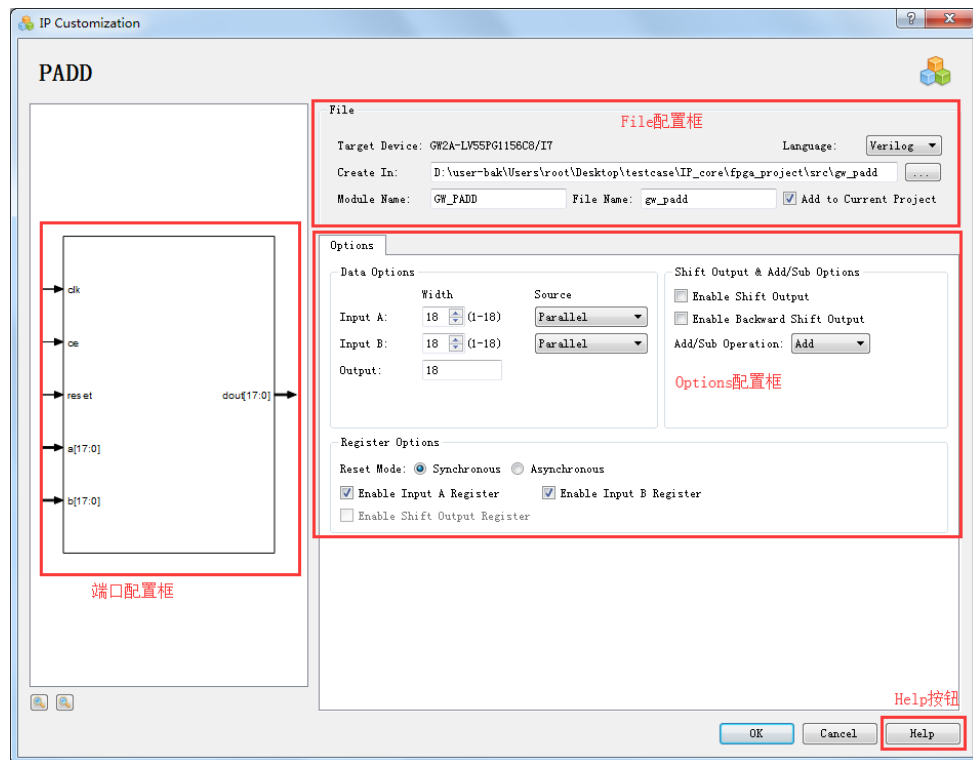 IP Customization
PADD
File
File配置框
Target Device: GW2A-LV55PG1156C8/I7 Language: Verilog
Create In: D:\user-bak\Users\root\Desktop\testcase\IP_core\fpga_project\src\gw_padd ...
Module Name: GW_PADD File Name: gw_padd Add to Current Project
Options
Data Options
Width Source
Input A: 18 (1-18) Parallel
Input B: 18 (1-18) Parallel
Output: 18
Shift Output & Add/Sub Options
Enable Shift Output
Enable Backward Shift Output
Add/Sub Operation: Add
Options配置框
Register Options
Reset Mode: Synchronous Asynchronous
Enable Input A Register Enable Input B Register
Enable Shift Output Register
clk
ce
reset dout[17:0]
a[17:0]
b[17:0]
端口配置框
Help按钮
OK Cancel Help